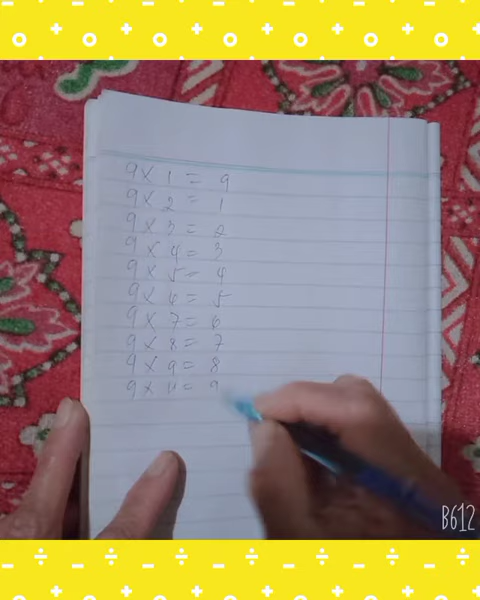 9 x 1 = 9
9 x 2 = 1
9 x 3 = 2
9 x 4 = 3
9 x 5 = 4
9 x 6 = 5
9 x 7 = 6
9 x 8 = 7
9 x 9 = 8
9 x = 9
B612